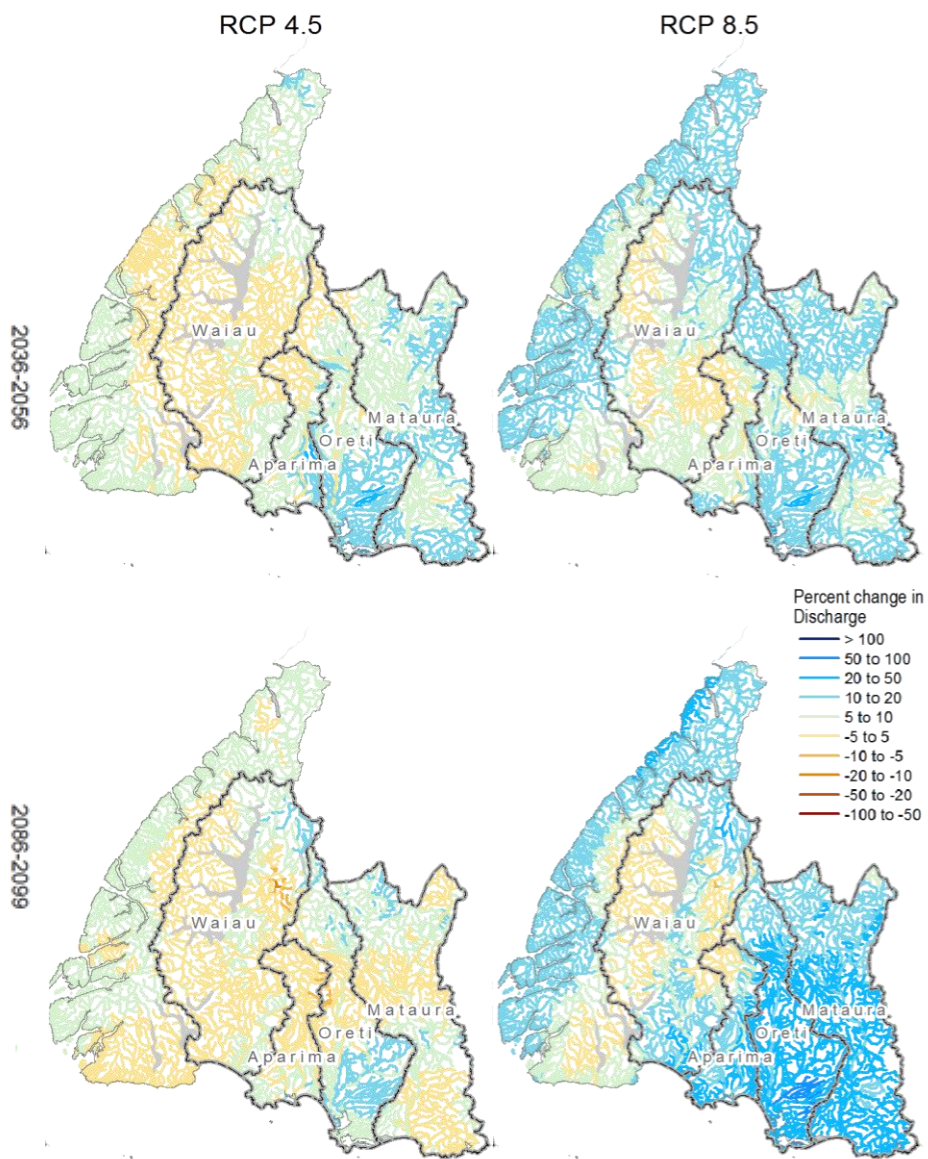 RCP 4.5
RCP 8.5
2036-2056
Waiau
Mataura
Oreti
Aparima
Waiau
Mataura
Oreti
Aparima
Percent change in
Discharge
> 100
50 to 100
20 to 50
10 to 20
5 to 10
-5 to 5
-10 to -5
-20 to -10
-50 to -20
-100 to -50
2086-2099
Waiau
Mataura
Oreti
Aparima
Waiau
Mataura
Oreti
Aparima